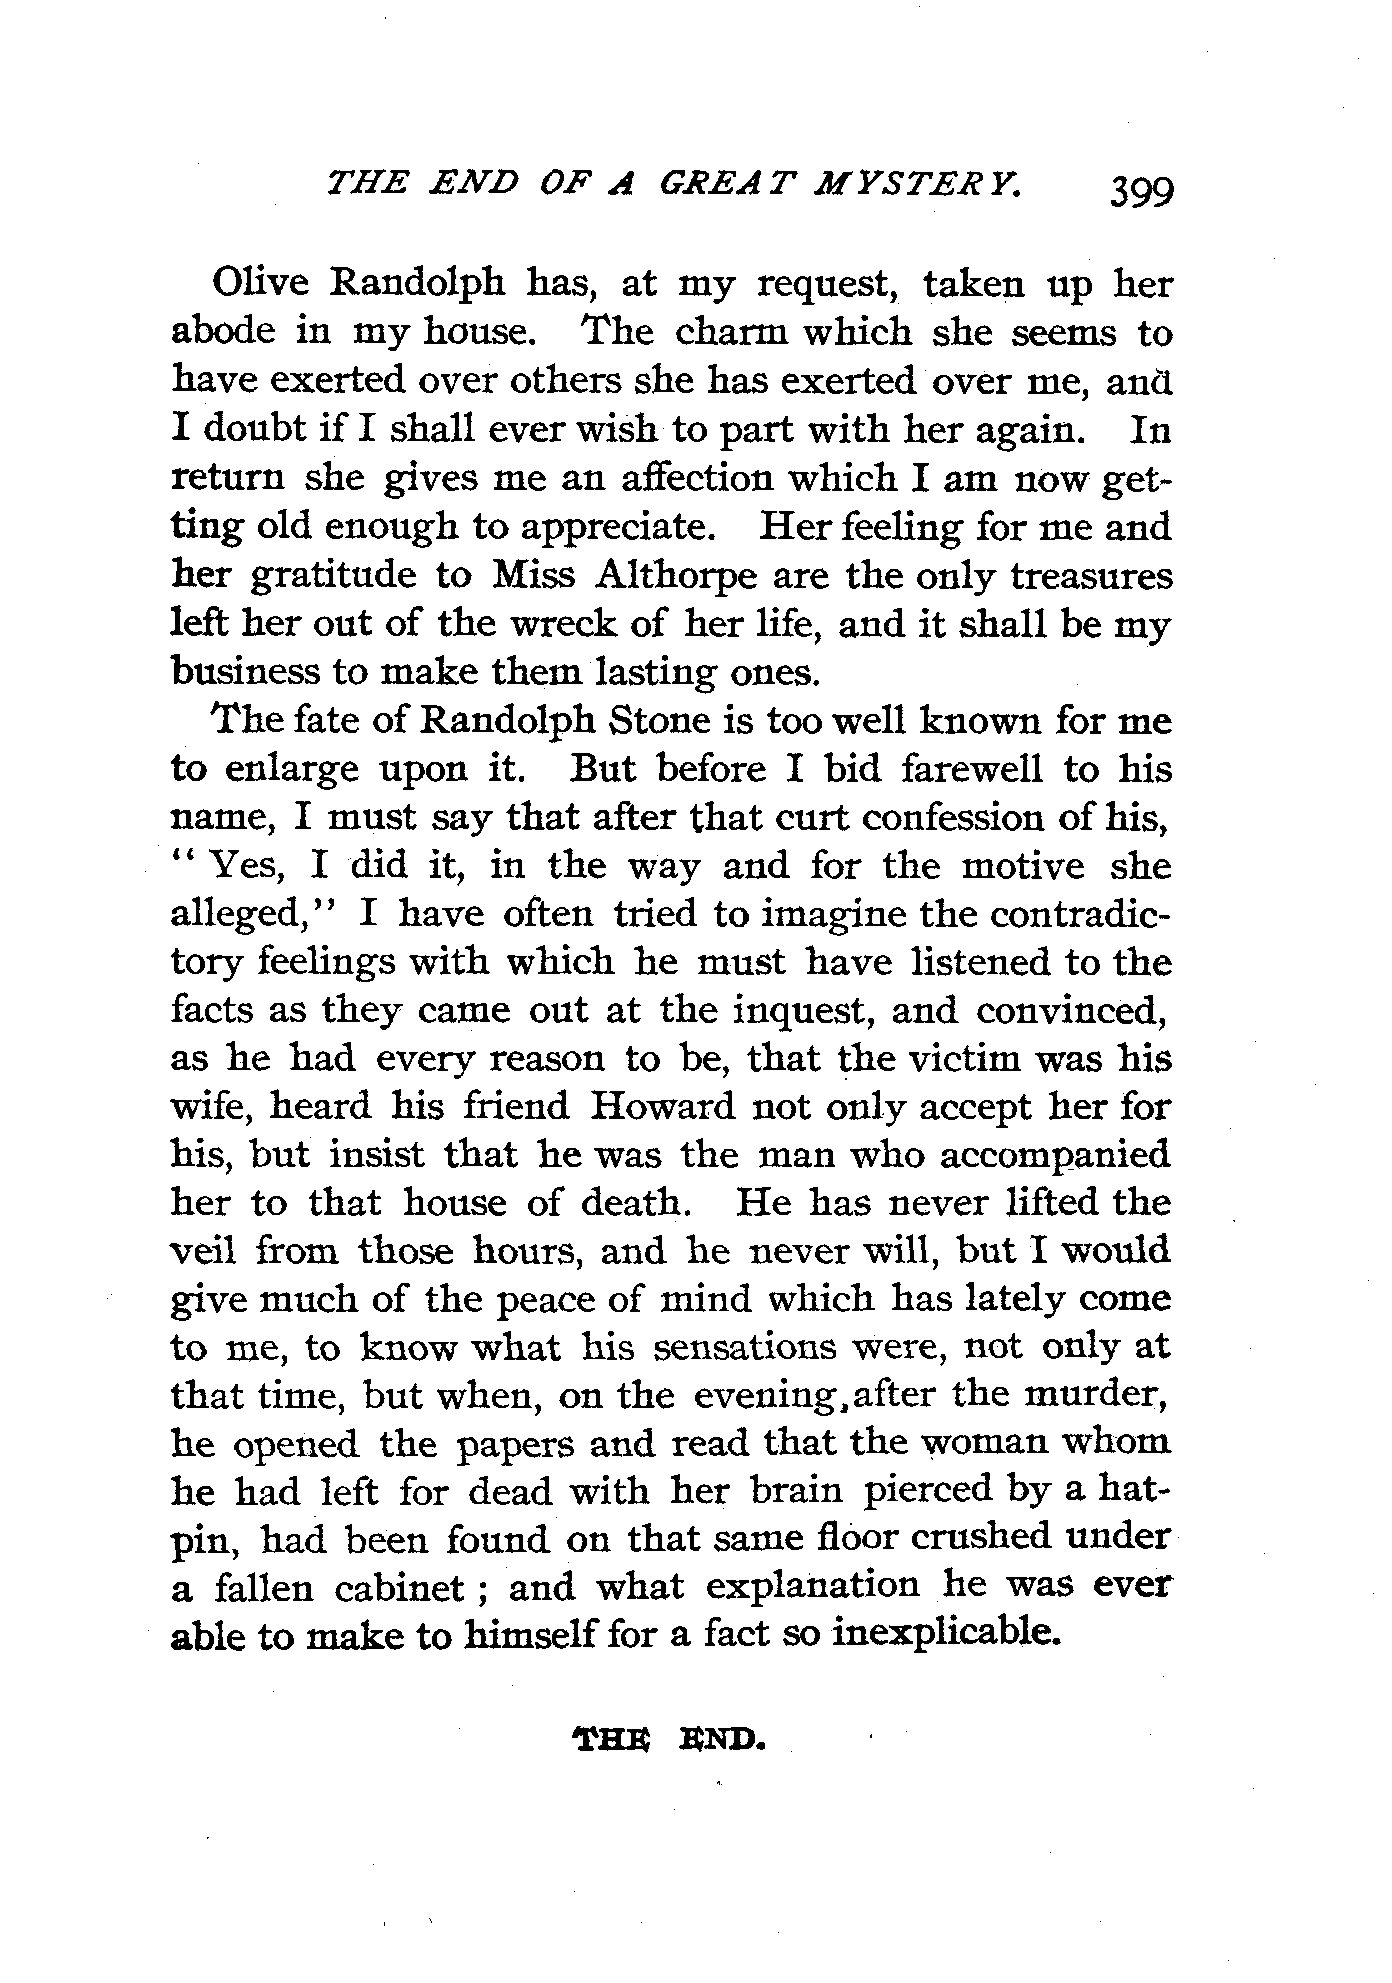 THE END OF A GREAT MYSTERY. 399
Olive Randolph has, at my request, taken up her
abode in my house. The charm which she seems to
have exerted over others she has exerted over me, and
I doubt if I shall ever wish to part with her again. In
return she gives me an affection which I am now get-
ting old enough to appreciate. Her feeling for me and
her gratitude to Miss Althorpe are the only treasures
left her out of the wreck of her life, and it shall be my
business to make them lasting ones.
The fate of Randolph Stone is too well known for me
to enlarge upon it. But before I bid farewell to his
name, I must say that after that curt confession of his,
“ Yes, I did it, in the way and for the motive she
alleged,” I have often tried to imagine the contradic-
tory feelings with which he must have listened to the
facts as they came out at the inquest, and convinced,
as he had every reason to be, that the victim was his
wife, heard his friend Howard not only accept her for
his, but insist that he was the man who accompanied
her to that house of death. He has never lifted the
veil from those hours, and he never will, but I would
give much of the peace of mind which has lately come
to me, to know what his sensations were, not only at
that time, but when, on the evening after the murder,
he opened the papers and read that the woman whom
he had left for dead with her brain pierced by a hat-
pin, had been found on that same floor crushed under
a fallen cabinet ; and what explanation he was ever
able to make to himself for a fact so inexplicable.
THE END.